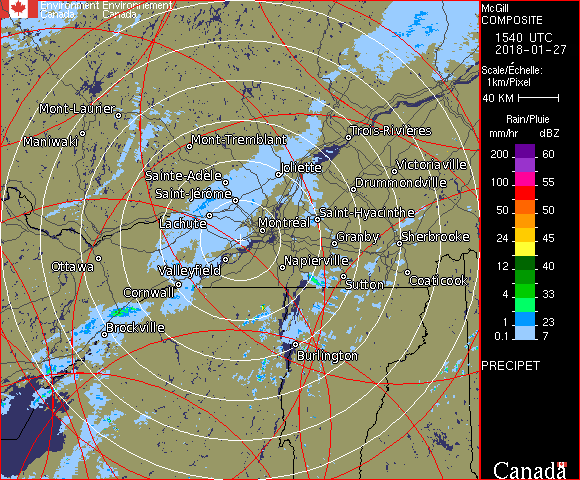 Environment Environnement
Canada Canada
McGill
COMPOSITE
1540 UTC
2018-01-27
Scale/Échelle:
1km/Pixel
40 KM
Rain/Pluie
mm/hr dBZ
200 60
100 55
50 50
24 45
12 40
4 33
1 23
0.1 7
PRECIPET
Canada
Mont-Laurier
Maniwaki
Mont-Tremblant
Trois-Rivières
Sainte-Adèle
Joliette
Victoriaville
Saint-Jérôme
Drummondville
Lachute
Montréal
Saint-Hyacinthe
Granby
Sherbrooke
Ottawa
Valleyfield
Napierville
Cornwall
Sutton
Coaticook
Brockville
Burlington